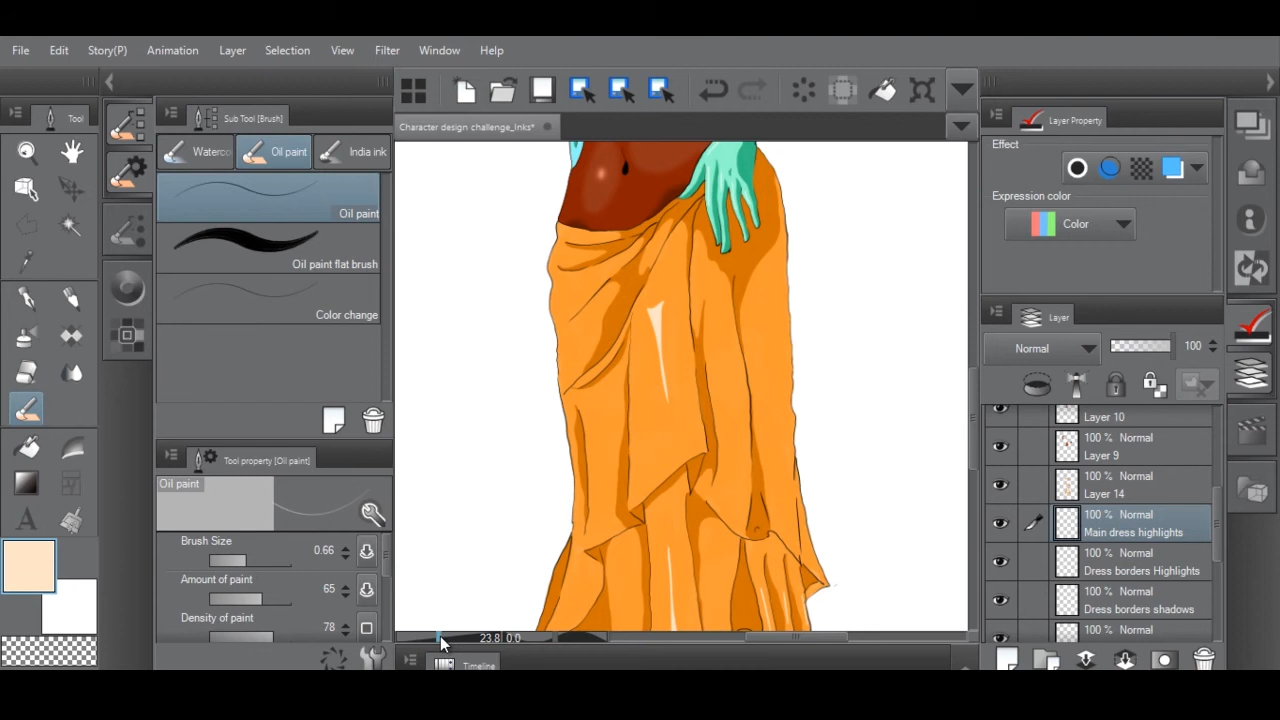 File Edit Story(P) Animation Layer Selection View Filter Window Help
Tool
Sub Tool [Brush]
Waterco Oil paint India ink
Oil paint
Oil paint flat brush
Color change
Tool property [Oil paint]
Oil paint
Brush Size 0.66
Amount of paint 65
Density of paint 78
Character design challenge_Inks*
23.8 0.0
Timeline
Layer Property
Effect
Expression color
Color
Layer
Normal 100
Layer 10
100 % Normal
Layer 9
100 % Normal
Layer 14
100 % Normal
Main dress highlights
100 % Normal
Dress borders Highlights
100 % Normal
Dress borders shadows
100 % Normal